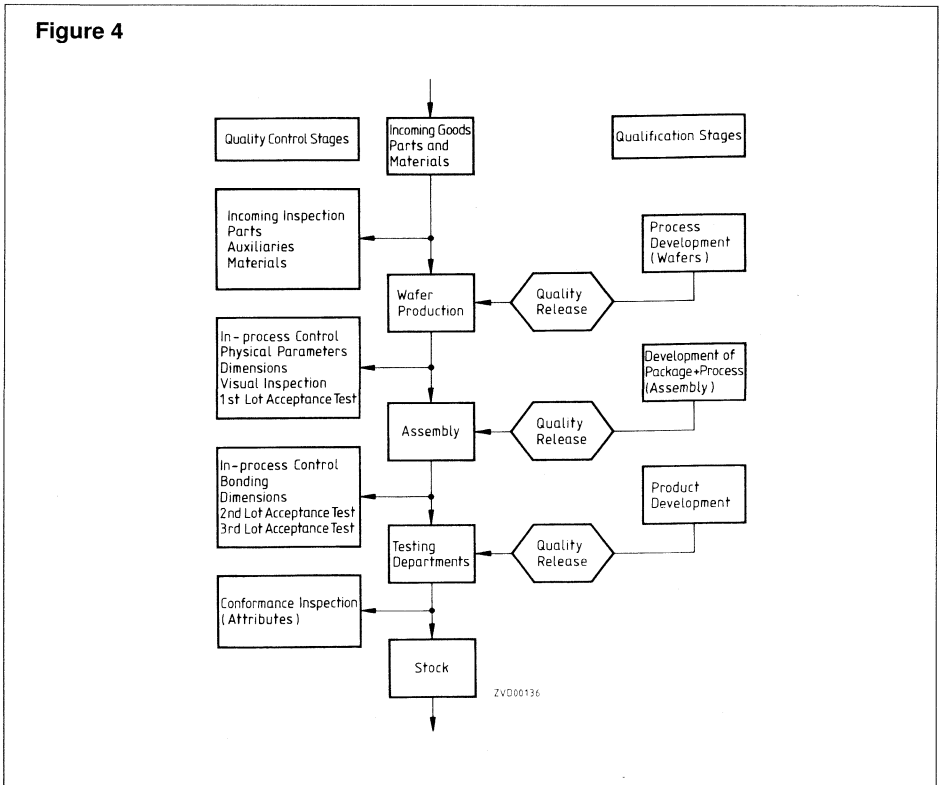 Figure 4
Quality Control Stages
Incoming Goods
Parts and
Materials
Qualification Stages
Incoming Inspection
Parts
Auxiliaries
Materials
Process
Development
(Wafers)
Wafer
Production
Quality
Release
In-process Control
Physical Parameters
Dimensions
Visual Inspection
1st Lot Acceptance Test
Development of
Package+Process
(Assembly)
Assembly
Quality
Release
In-process Control
Bonding
Dimensions
2nd Lot Acceptance Test
3rd Lot Acceptance Test
Product
Development
Testing
Departments
Quality
Release
Conformance Inspection
(Attributes)
Stock
ZVD00136